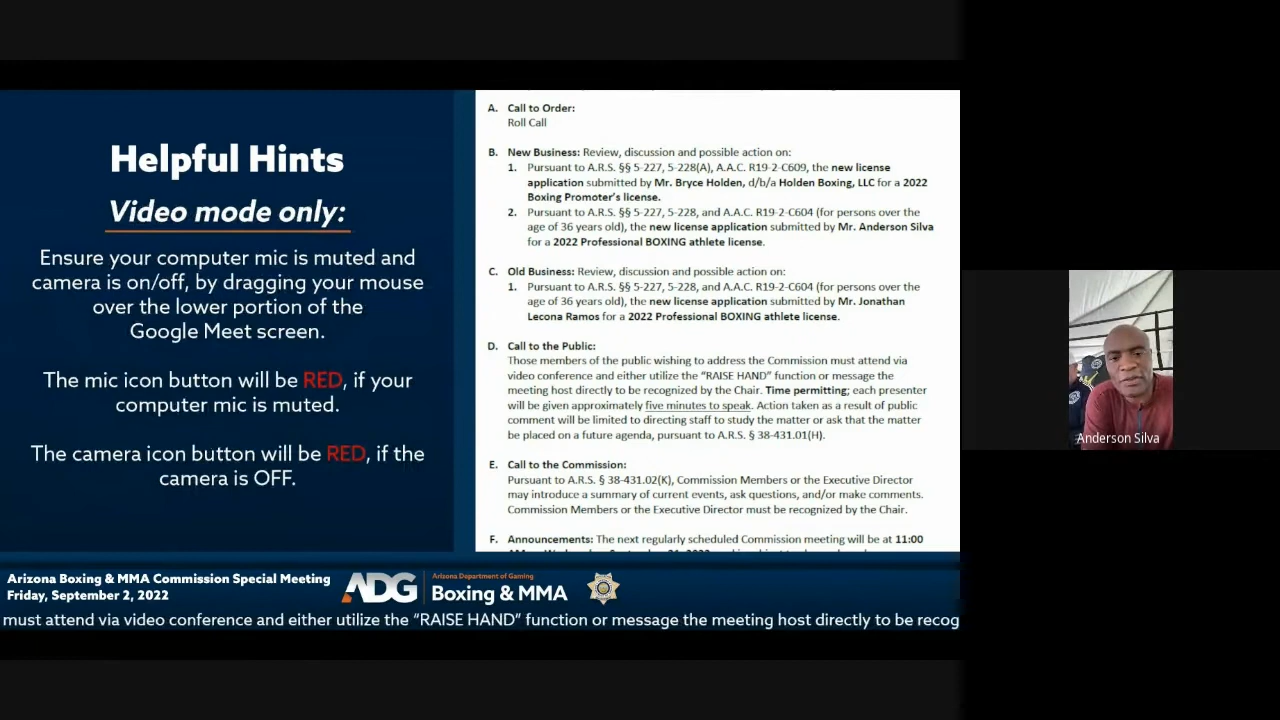 Helpful Hints
Video mode only:
Ensure your computer mic is muted and
camera is on/off, by dragging your mouse
over the lower portion of the
Google Meet screen.
The mic icon button will be RED, if your
computer mic is muted.
The camera icon button will be RED, if the
camera is OFF.
A. Call to Order:
Roll Call
B. New Business: Review, discussion and possible action on:
1. Pursuant to A.R.S. §§ 5-227, 5-228(A), A.A.C. R19-2-C609, the new license
application submitted by Mr. Bryce Holden, d/b/a Holden Boxing, LLC for a 2022
Boxing Promoter's license.
2. Pursuant to A.R.S. §§ 5-227, 5-228, and A.A.C. R19-2-C604 (for persons over the
age of 36 years old), the new license application submitted by Mr. Anderson Silva
for a 2022 Professional BOXING athlete license.
C. Old Business: Review, discussion and possible action on:
1. Pursuant to A.R.S. §§ 5-227, 5-228, and A.A.C. R19-2-C604 (for persons over the
age of 36 years old), the new license application submitted by Mr. Jonathan
Lecona Ramos for a 2022 Professional BOXING athlete license.
D. Call to the Public:
Those members of the public wishing to address the Commission must attend via
video conference and either utilize the "RAISE HAND" function or message the
meeting host directly to be recognized by the Chair. Time permitting; each presenter
will be given approximately five minutes to speak. Action taken as a result of public
comment will be limited to directing staff to study the matter or ask that the matter
be placed on a future agenda, pursuant to A.R.S. § 38-431.01(H).
E. Call to the Commission:
Pursuant to A.R.S. § 38-431.02(K), Commission Members or the Executive Director
may introduce a summary of current events, ask questions, and/or make comments.
Commission Members or the Executive Director must be recognized by the Chair.
F. Announcements: The next regularly scheduled Commission meeting will be at 11:00
Anderson Silva
Arizona Boxing & MMA Commission Special Meeting
Friday, September 2, 2022
ADG
Arizona Department of Gaming
Boxing & MMA
must attend via video conference and either utilize the "RAISE HAND" function or message the meeting host directly to be recog